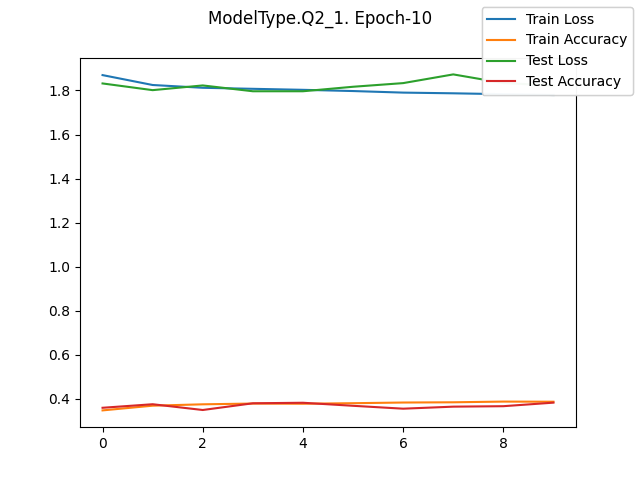 ModelType.Q2_1. Epoch-10
Train Loss
Train Accuracy
Test Loss
Test Accuracy
1.8
1.6
1.4
1.2
1.0
0.8
0.6
0.4
0 2 4 6 8